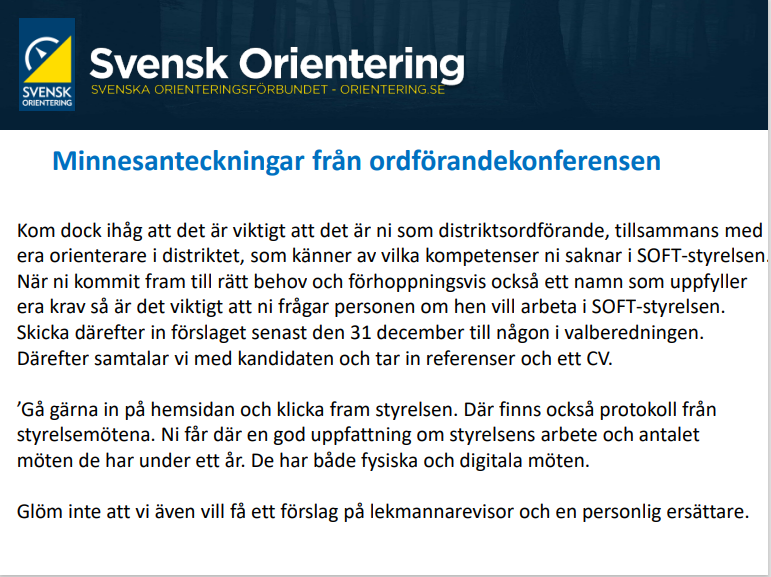 SVENSK
ORIENTERING
Svensk Orientering
SVENSKA ORIENTERINGSFÖRBUNDET - ORIENTERING.SE
Minnesanteckningar från ordförandekonferensen
Kom dock ihåg att det är viktigt att det är ni som distriktsordförande, tillsammans med
era orienterare i distriktet, som känner av vilka kompetenser ni saknar i SOFT-styrelsen.
När ni kommit fram till rätt behov och förhoppningsvis också ett namn som uppfyller
era krav så är det viktigt att ni frågar personen om hen vill arbeta i SOFT-styrelsen.
Skicka därefter in förslaget senast den 31 december till någon i valberedningen.
Därefter samtalar vi med kandidaten och tar in referenser och ett CV.
’Gå gärna in på hemsidan och klicka fram styrelsen. Där finns också protokoll från
styrelsemötena. Ni får där en god uppfattning om styrelsens arbete och antalet
möten de har under ett år. De har både fysiska och digitala möten.
Glöm inte att vi även vill få ett förslag på lekmannarevisor och en personlig ersättare.